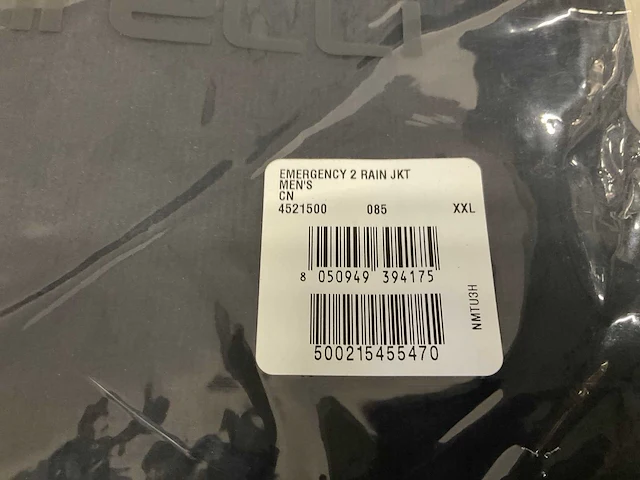 EMERGENCY 2 RAIN JKT
MEN'S
CN
4521500 085 XXL
8 050949 394175
NMTU3H
500215455470